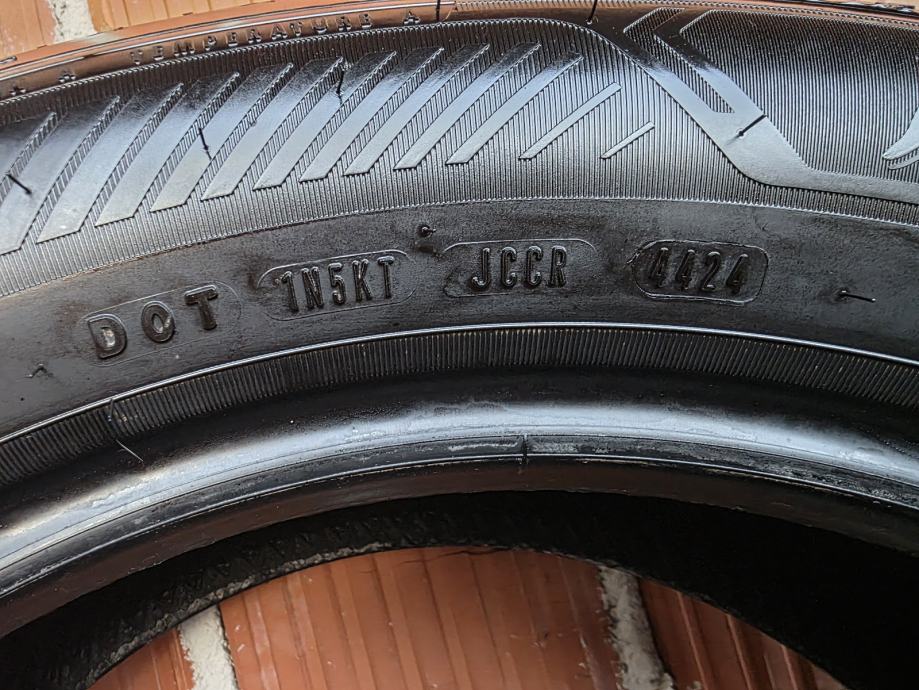 TEMPERATURE A
DOT 1N5KT JCCR 4424